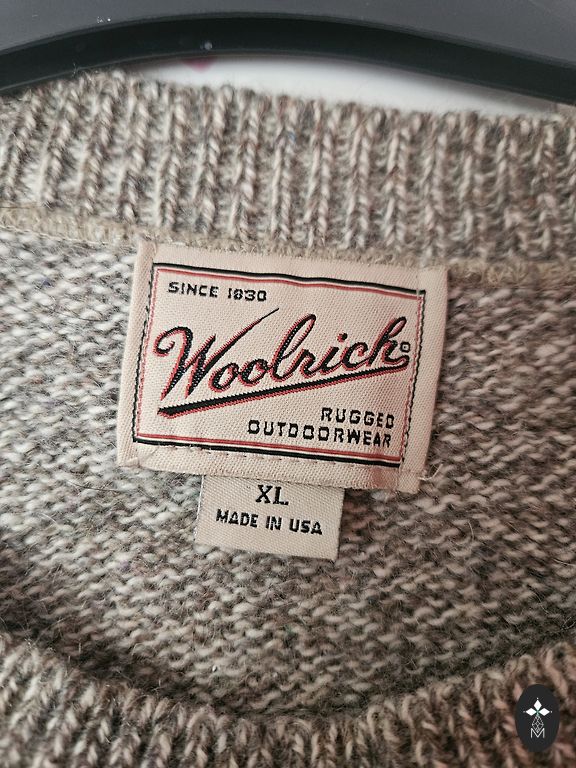 SINCE 1830
Woolrich®
RUGGED
OUTDOORWEAR
XL
MADE IN USA
M